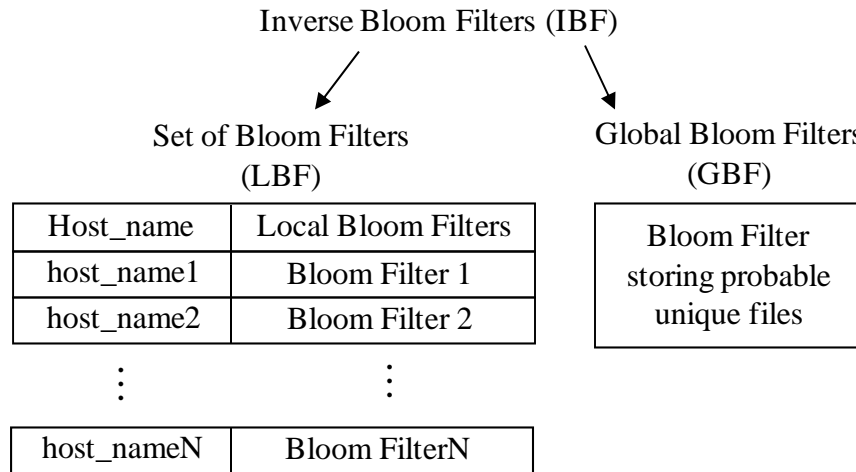 Inverse Bloom Filters (IBF)
Set of Bloom Filters
(LBF)
Global Bloom Filters
(GBF)
Host_name Local Bloom Filters
host_name1 Bloom Filter 1
host_name2 Bloom Filter 2
⋮ ⋮
host_nameN Bloom FilterN
Bloom Filter
storing probable
unique files